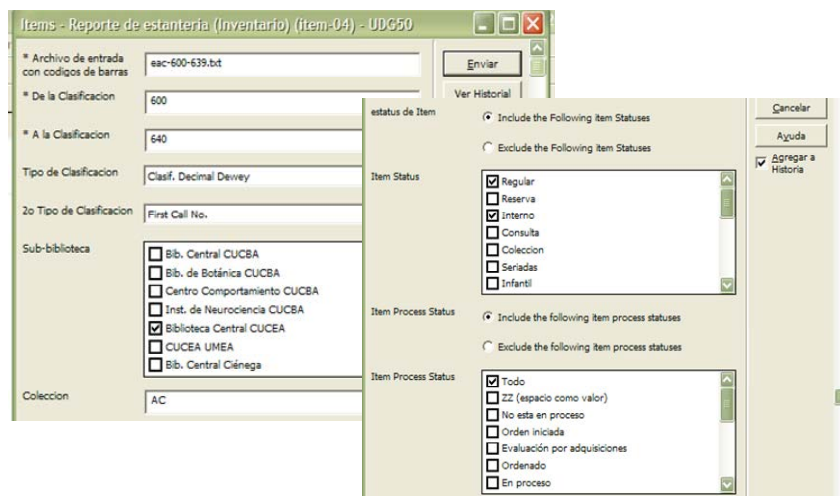 Items - Reporte de estanteria (Inventario) (item-04) - UDG50
* Archivo de entrada
con codigos de barras
eac-600-639.txt
Enviar
* De la Clasificacion
600
Ver Historial
* A la Clasificacion
640
Tipo de Clasificacion
Clasif. Decimal Dewey
2o Tipo de Clasificacion
First Call No.
Sub-biblioteca
Bib. Central CUCBA
Bib. de Botánica CUCBA
Centro Comportamiento CUCBA
Inst. de Neurociencia CUCBA
Biblioteca Central CUCEA
CUCEA UMEA
Bib. Central Ciénega
Coleccion
AC
estatus de Item
Include the Following item Statuses
Exclude the Following item Statuses
Cancelar
Ayuda
Agregar a
Historia
Item Status
Regular
Reserva
Interno
Consulta
Coleccion
Seriadas
Infantil
Item Process Status
Include the following item process statuses
Exclude the following item process statuses
Item Process Status
Todo
ZZ (espacio como valor)
No esta en proceso
Orden iniciada
Evaluación por adquisiciones
Ordenado
En proceso